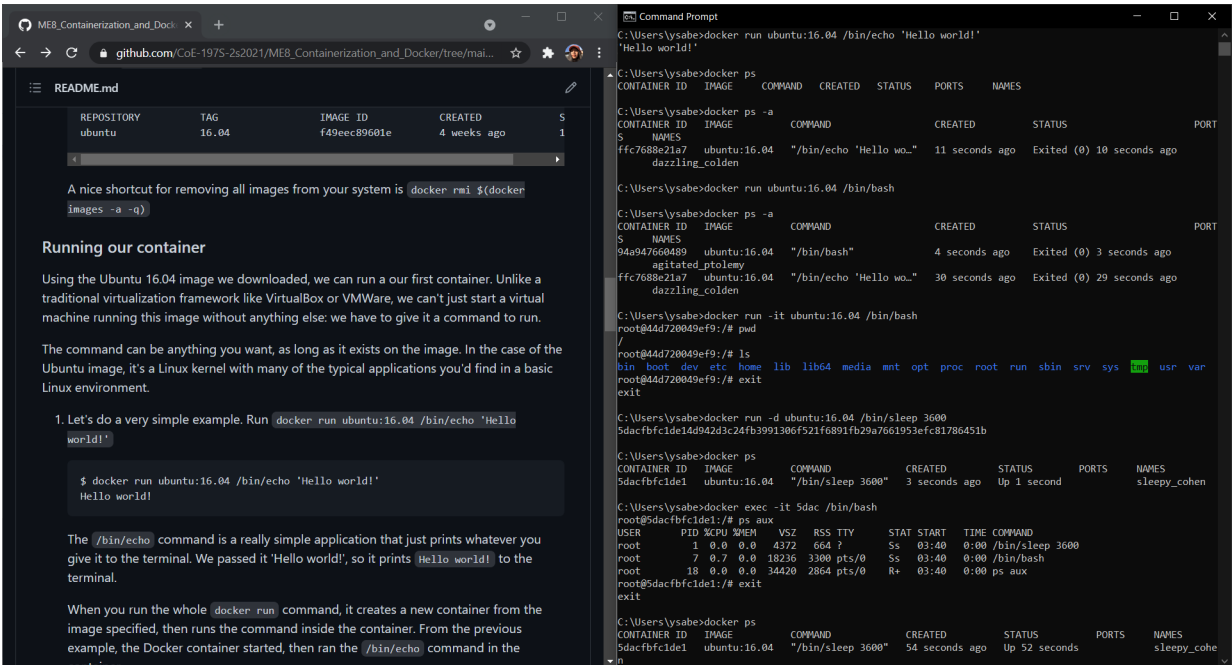 ME8_Containerization_and_Dock
github.com/CoE-197S-2s2021/ME8_Containerization_and_Docker/tree/mai...
README.md
REPOSITORY TAG IMAGE ID CREATED S
ubuntu 16.04 f49eec89601e 4 weeks ago 1
A nice shortcut for removing all images from your system is docker rmi $(docker
images -a -q)
Running our container
Using the Ubuntu 16.04 image we downloaded, we can run a our first container. Unlike a
traditional virtualization framework like VirtualBox or VMWare, we can't just start a virtual
machine running this image without anything else: we have to give it a command to run.
The command can be anything you want, as long as it exists on the image. In the case of the
Ubuntu image, it's a Linux kernel with many of the typical applications you'd find in a basic
Linux environment.
1. Let's do a very simple example. Run docker run ubuntu:16.04 /bin/echo 'Hello
world!'
$ docker run ubuntu:16.04 /bin/echo 'Hello world!'
Hello world!
The /bin/echo command is a really simple application that just prints whatever you
give it to the terminal. We passed it 'Hello world!', so it prints Hello world! to the
terminal.
When you run the whole docker run command, it creates a new container from the
image specified, then runs the command inside the container. From the previous
example, the Docker container started, then ran the /bin/echo command in the
Command Prompt
C:\Users\ysabe>docker run ubuntu:16.04 /bin/echo 'Hello world!'
'Hello world!'
C:\Users\ysabe>docker ps
CONTAINER ID IMAGE COMMAND CREATED STATUS PORTS NAMES
C:\Users\ysabe>docker ps -a
CONTAINER ID IMAGE COMMAND CREATED STATUS PORT
S NAMES
ffc7688e21a7 ubuntu:16.04 "/bin/echo 'Hello wo…" 11 seconds ago Exited (0) 10 seconds ago
dazzling_colden
C:\Users\ysabe>docker run ubuntu:16.04 /bin/bash
C:\Users\ysabe>docker ps -a
CONTAINER ID IMAGE COMMAND CREATED STATUS PORT
S NAMES
94a947660489 ubuntu:16.04 "/bin/bash" 4 seconds ago Exited (0) 3 seconds ago
agitated_ptolemy
ffc7688e21a7 ubuntu:16.04 "/bin/echo 'Hello wo…" 30 seconds ago Exited (0) 29 seconds ago
dazzling_colden
C:\Users\ysabe>docker run -it ubuntu:16.04 /bin/bash
root@44d720049ef9:/# pwd
/
root@44d720049ef9:/# ls
bin boot dev etc home lib lib64 media mnt opt proc root run sbin srv sys tmp usr var
root@44d720049ef9:/# exit
exit
C:\Users\ysabe>docker run -d ubuntu:16.04 /bin/sleep 3600
5dacfbfc1de14d942d3c24fb3991306f521f6891fb29a7661953efc81786451b
C:\Users\ysabe>docker ps
CONTAINER ID IMAGE COMMAND CREATED STATUS PORTS NAMES
5dacfbfc1de1 ubuntu:16.04 "/bin/sleep 3600" 3 seconds ago Up 1 second sleepy_cohen
C:\Users\ysabe>docker exec -it 5dac /bin/bash
root@5dacfbfc1de1:/# ps aux
USER PID %CPU %MEM VSZ RSS TTY STAT START TIME COMMAND
root 1 0.0 0.0 4372 664 ? Ss 03:40 0:00 /bin/sleep 3600
root 7 0.7 0.0 18236 3300 pts/0 Ss 03:40 0:00 /bin/bash
root 18 0.0 0.0 34420 2864 pts/0 R+ 03:40 0:00 ps aux
root@5dacfbfc1de1:/# exit
exit
C:\Users\ysabe>docker ps
CONTAINER ID IMAGE COMMAND CREATED STATUS PORTS NAMES
5dacfbfc1de1 ubuntu:16.04 "/bin/sleep 3600" 54 seconds ago Up 52 seconds sleepy_cohe
n